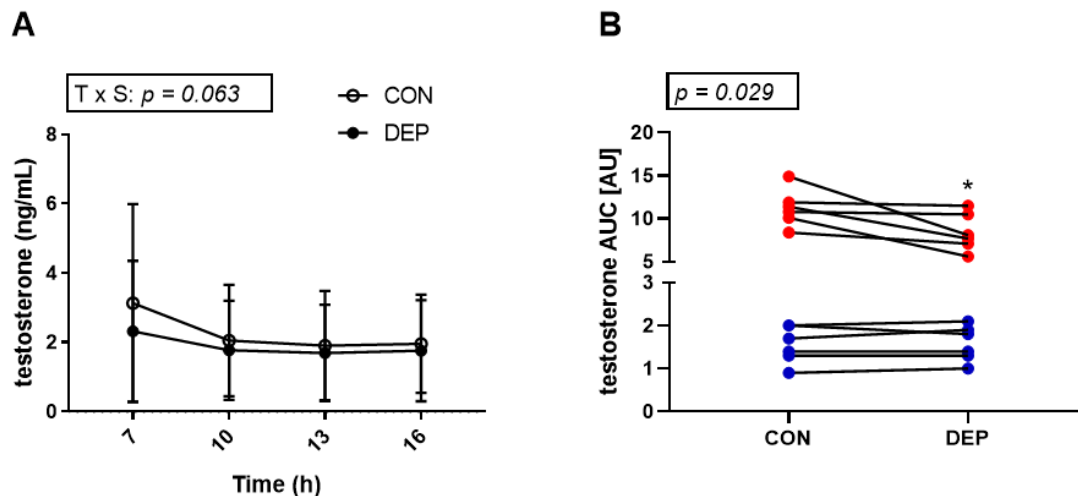 A
T x S: p = 0.063
CON
DEP
testosterone (ng/mL)
8
6
4
2
0
7
10
13
16
Time (h)
B
p = 0.029
testosterone AUC [AU]
20
15
10
5
3
2
1
0
*
CON
DEP